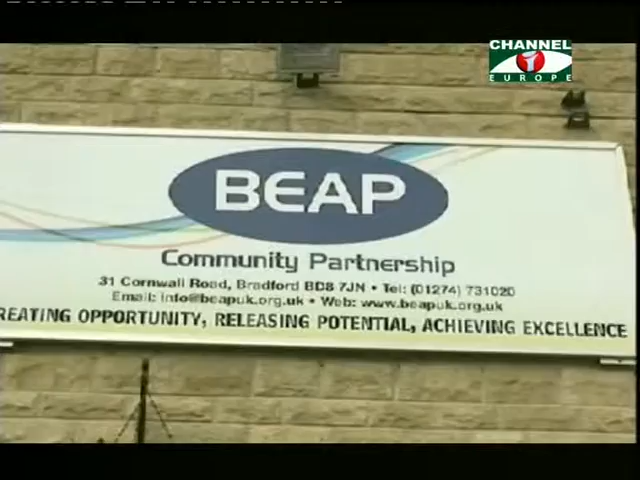 CHANNEL
i
EUROPE
BEAP
Community Partnership
31 Cornwall Road, Bradford BD8 7JN • Tel: (01274) 731020
Email: info@beapuk.org.uk • Web: www.beapuk.org.uk
REATING OPPORTUNITY, RELEASING POTENTIAL, ACHIEVING EXCELLENCE